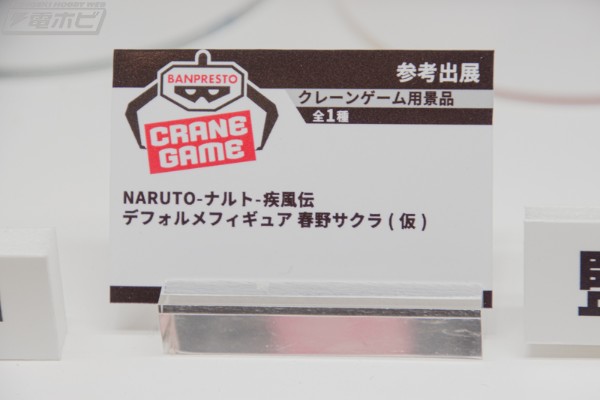 電ホビ
参考出展
BANPRESTO
CRANE
GAME
クレーンゲーム用景品
全1種
NARUTO-ナルト-疾風伝
デフォルメフィギュア 春野サクラ(仮)